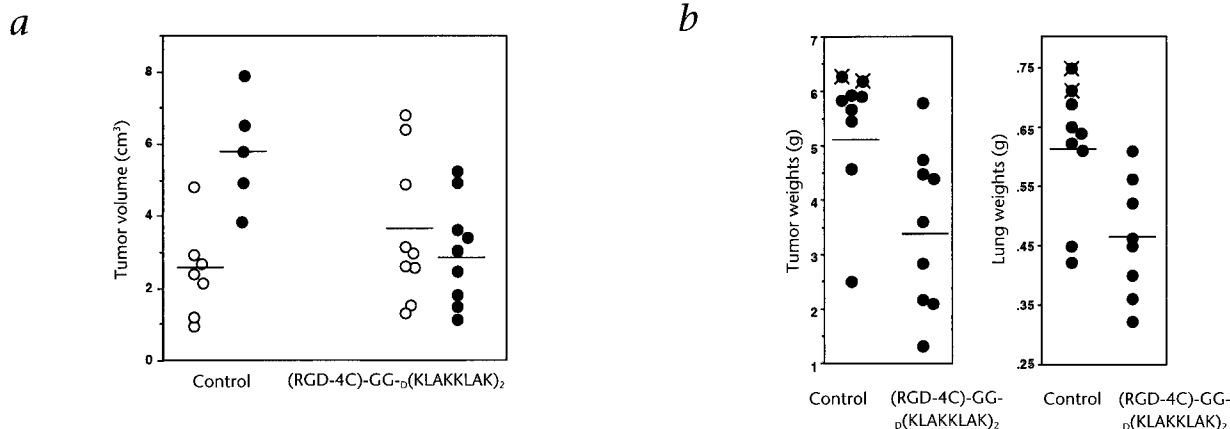 a
Tumor volume (cm³)
8
6
4
2
0
Control
(RGD-4C)-GG-D(KLAKKLAK)₂
b
Tumor weights (g)
7
6
5
4
3
2
1
Control
(RGD-4C)-GG-
D(KLAKKLAK)₂
Lung weights (g)
.75
.65
.55
.45
.35
.25
Control
(RGD-4C)-GG-
D(KLAKKLAK)₂